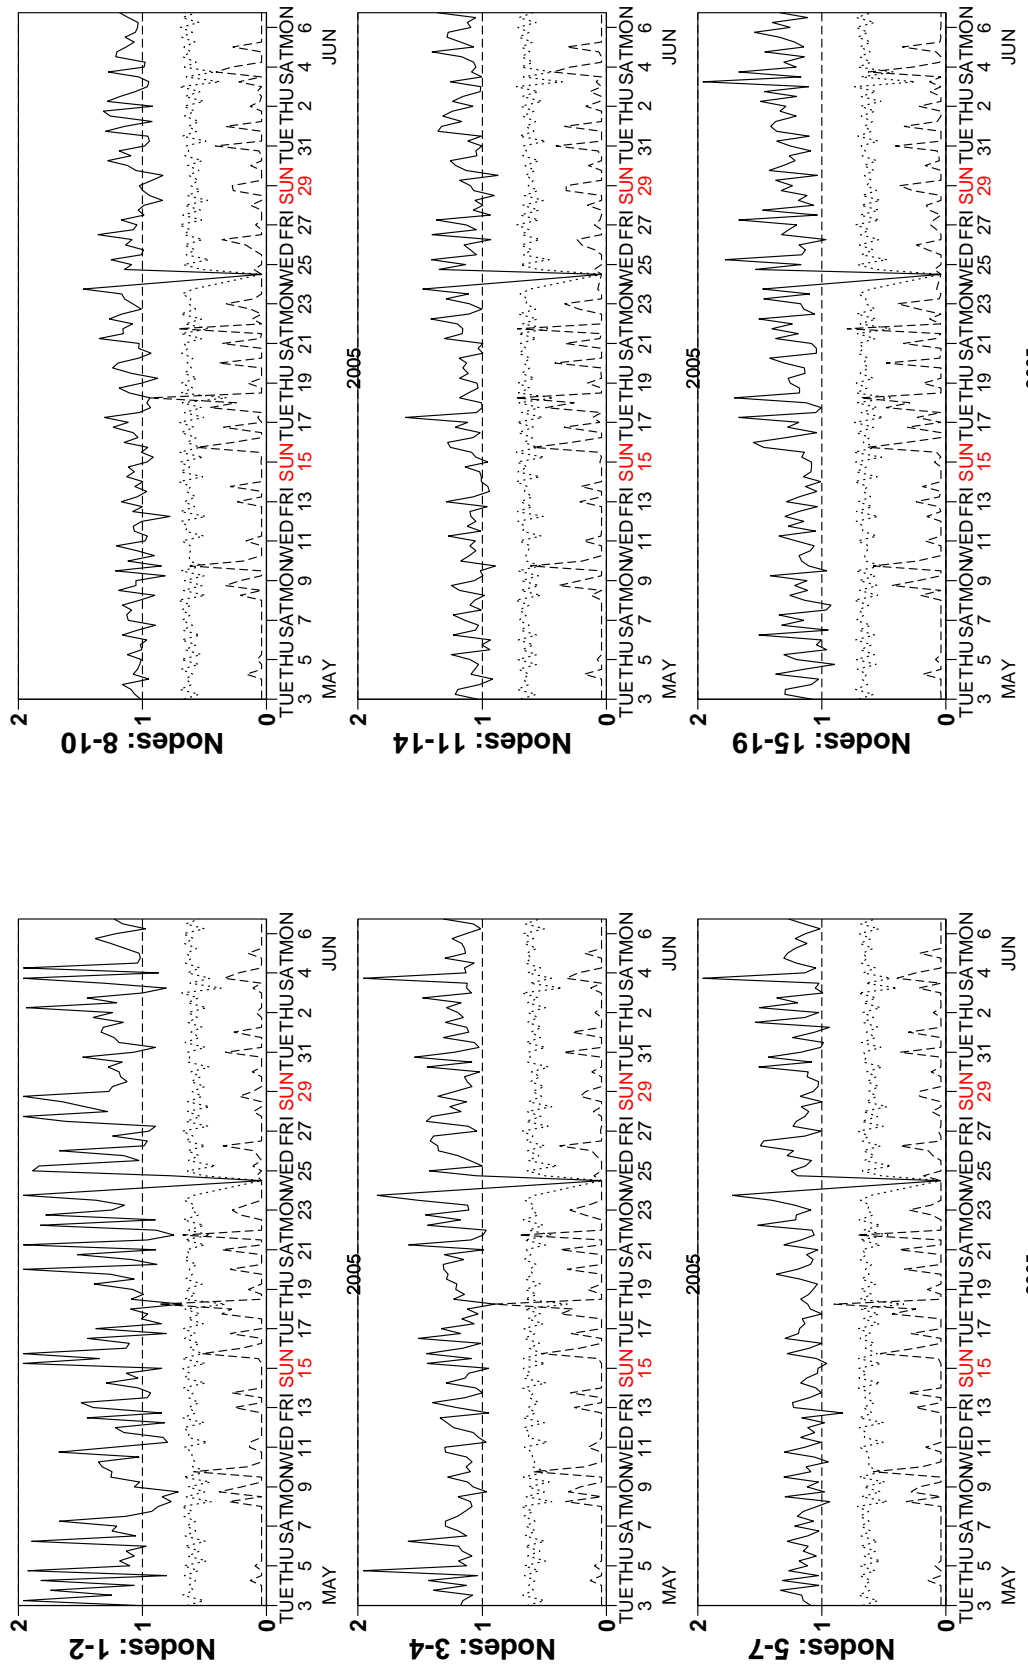 2
1
0
Nodes: 1-2
TUE THU SAT MON WED FRI SUN TUE THU SAT MON WED FRI SUN TUE THU SAT MON
3 5 7 9 11 13 15 17 19 21 23 25 27 29 31 2 4 6
MAY JUN
2005
2
1
0
Nodes: 3-4
TUE THU SAT MON WED FRI SUN TUE THU SAT MON WED FRI SUN TUE THU SAT MON
3 5 7 9 11 13 15 17 19 21 23 25 27 29 31 2 4 6
MAY JUN
2
1
0
Nodes: 5-7
TUE THU SAT MON WED FRI SUN TUE THU SAT MON WED FRI SUN TUE THU SAT MON
3 5 7 9 11 13 15 17 19 21 23 25 27 29 31 2 4 6
MAY JUN
2005
2
1
0
Nodes: 8-10
TUE THU SAT MON WED FRI SUN TUE THU SAT MON WED FRI SUN TUE THU SAT MON
3 5 7 9 11 13 15 17 19 21 23 25 27 29 31 2 4 6
MAY JUN
2005
2
1
0
Nodes: 11-14
TUE THU SAT MON WED FRI SUN TUE THU SAT MON WED FRI SUN TUE THU SAT MON
3 5 7 9 11 13 15 17 19 21 23 25 27 29 31 2 4 6
MAY JUN
2005
2
1
0
Nodes: 15-19
TUE THU SAT MON WED FRI SUN TUE THU SAT MON WED FRI SUN TUE THU SAT MON
3 5 7 9 11 13 15 17 19 21 23 25 27 29 31 2 4 6
MAY JUN
2005